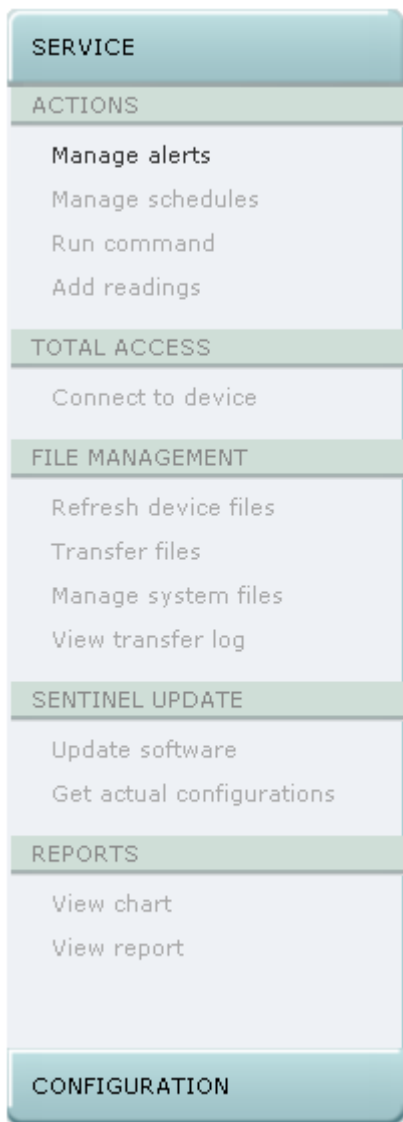 SERVICE
ACTIONS
Manage alerts
Manage schedules
Run command
Add readings
TOTAL ACCESS
Connect to device
FILE MANAGEMENT
Refresh device files
Transfer files
Manage system files
View transfer log
SENTINEL UPDATE
Update software
Get actual configurations
REPORTS
View chart
View report
CONFIGURATION